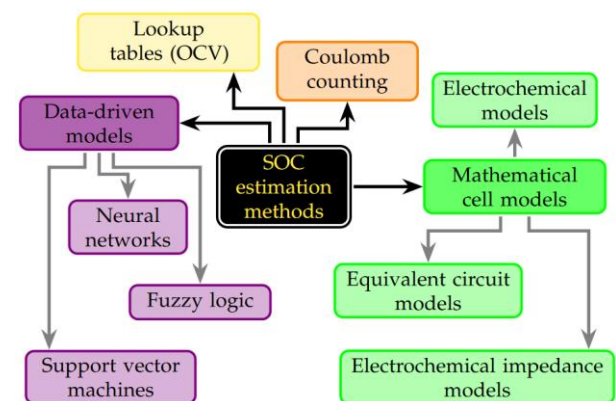 Lookup
tables (OCV)
Coulomb
counting
Electrochemical
models
Data-driven
models
SOC
estimation
methods
Mathematical
cell models
Neural
networks
Equivalent circuit
models
Fuzzy logic
Support vector
machines
Electrochemical impedance
models